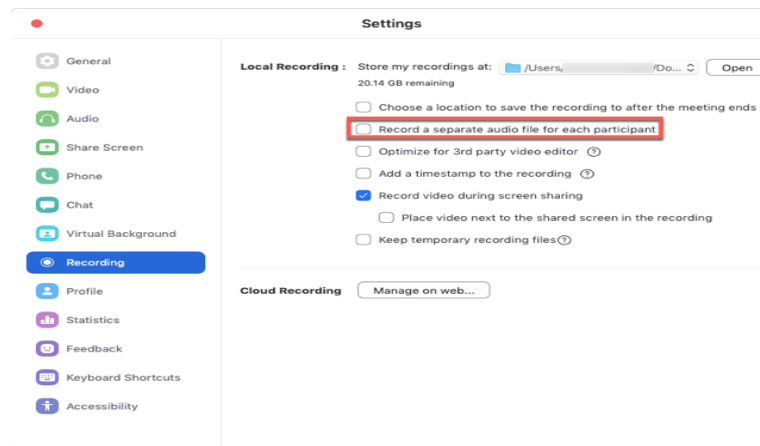 Settings
General
Video
Audio
Share Screen
Phone
Chat
Virtual Background
Recording
Profile
Statistics
Feedback
Keyboard Shortcuts
Accessibility
Local Recording : Store my recordings at: /Users, /Do... Open
20.14 GB remaining
Choose a location to save the recording to after the meeting ends
Record a separate audio file for each participant
Optimize for 3rd party video editor ?
Add a timestamp to the recording ?
Record video during screen sharing
Place video next to the shared screen in the recording
Keep temporary recording files ?
Cloud Recording Manage on web...